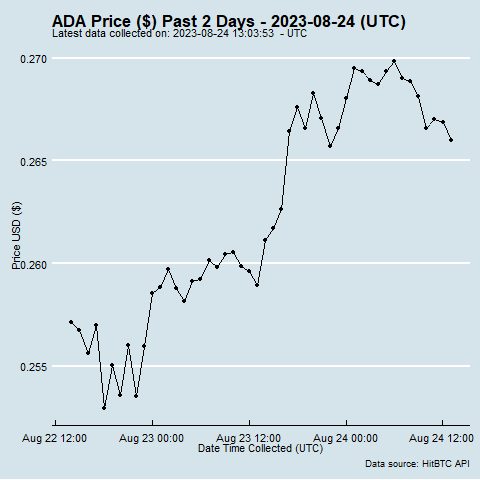 ADA Price ($) Past 2 Days - 2023-08-24 (UTC)
Latest data collected on: 2023-08-24 13:03:53  - UTC
0.270
0.265
0.260
0.255
Price USD ($)
Aug 22 12:00 Aug 23 00:00 Aug 23 12:00 Aug 24 00:00 Aug 24 12:00
Date Time Collected (UTC)
Data source: HitBTC API